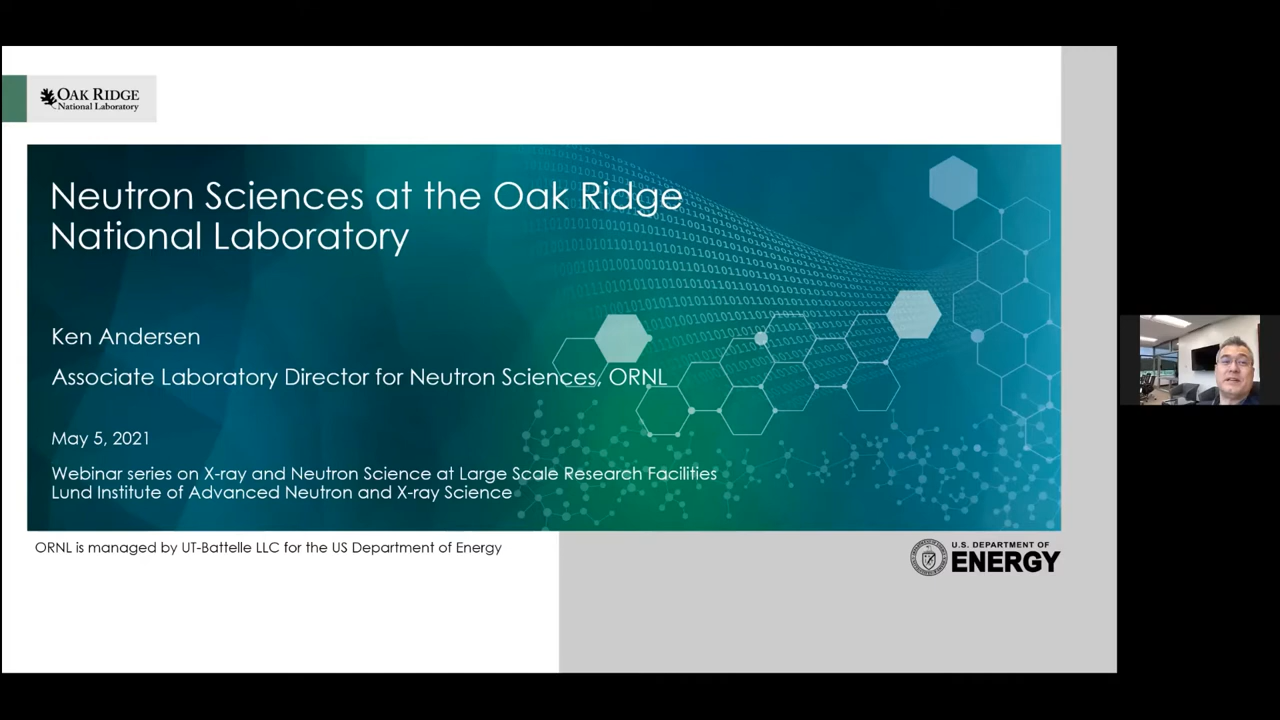 OAK RIDGE
National Laboratory
Neutron Sciences at the Oak Ridge
National Laboratory
Ken Andersen
Associate Laboratory Director for Neutron Sciences, ORNL
May 5, 2021
Webinar series on X-ray and Neutron Science at Large Scale Research Facilities
Lund Institute of Advanced Neutron and X-ray Science
ORNL is managed by UT-Battelle LLC for the US Department of Energy
U.S. DEPARTMENT OF
ENERGY